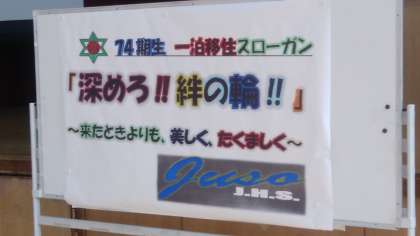 74期生 一泊移住スローガン
「深めろ!!絆の輪!!」
～来たときよりも、美しく、たくましく～
Juso
J.H.S.